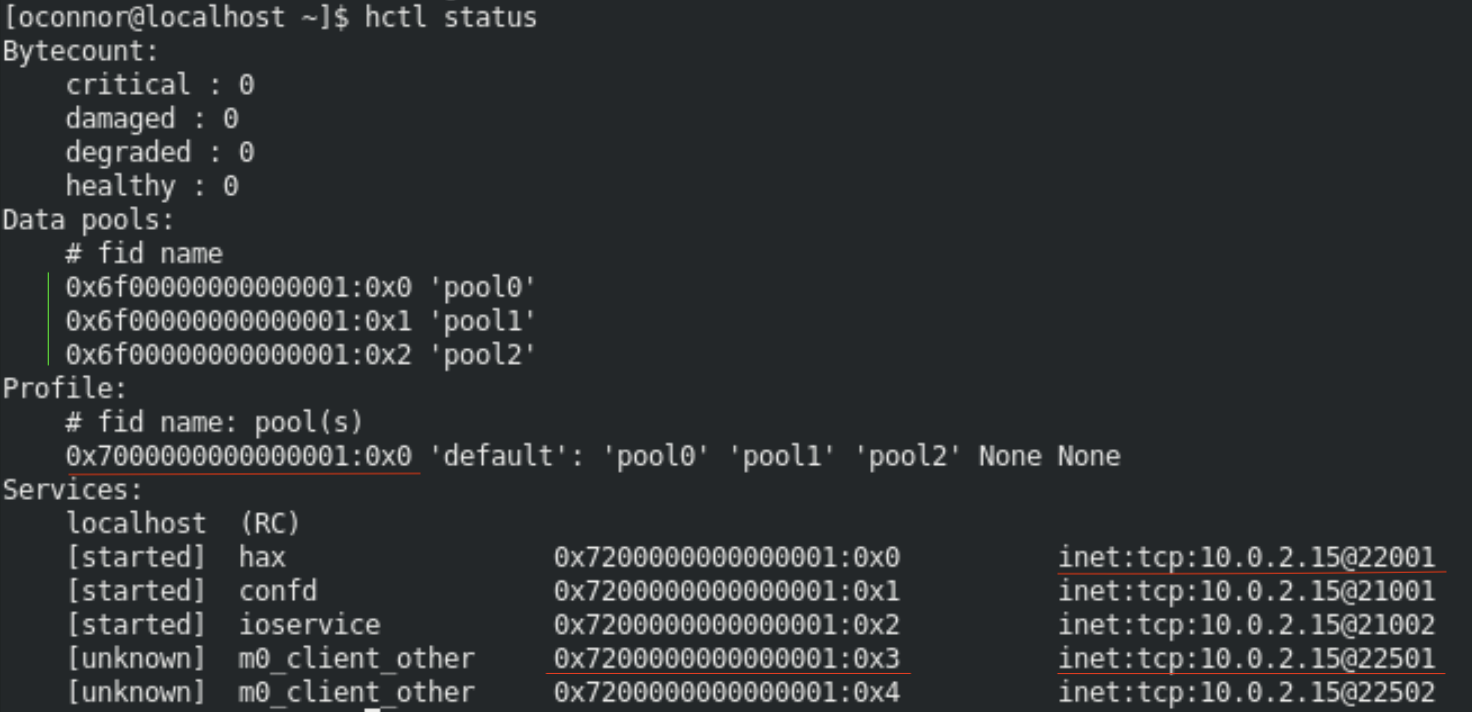 [oconnor@localhost ~]$ hctl status
Bytecount:
    critical : 0
    damaged : 0
    degraded : 0
    healthy : 0
Data pools:
    # fid name
    0x6f00000000000001:0x0 'pool0'
    0x6f00000000000001:0x1 'pool1'
    0x6f00000000000001:0x2 'pool2'
Profile:
    # fid name: pool(s)
    0x7000000000000001:0x0 'default': 'pool0' 'pool1' 'pool2' None None
Services:
    localhost  (RC)
    [started]  hax                 0x7200000000000001:0x0          inet:tcp:10.0.2.15@22001
    [started]  confd               0x7200000000000001:0x1          inet:tcp:10.0.2.15@21001
    [started]  ioservice           0x7200000000000001:0x2          inet:tcp:10.0.2.15@21002
    [unknown]  m0_client_other     0x7200000000000001:0x3          inet:tcp:10.0.2.15@22501
    [unknown]  m0_client_other     0x7200000000000001:0x4          inet:tcp:10.0.2.15@22502